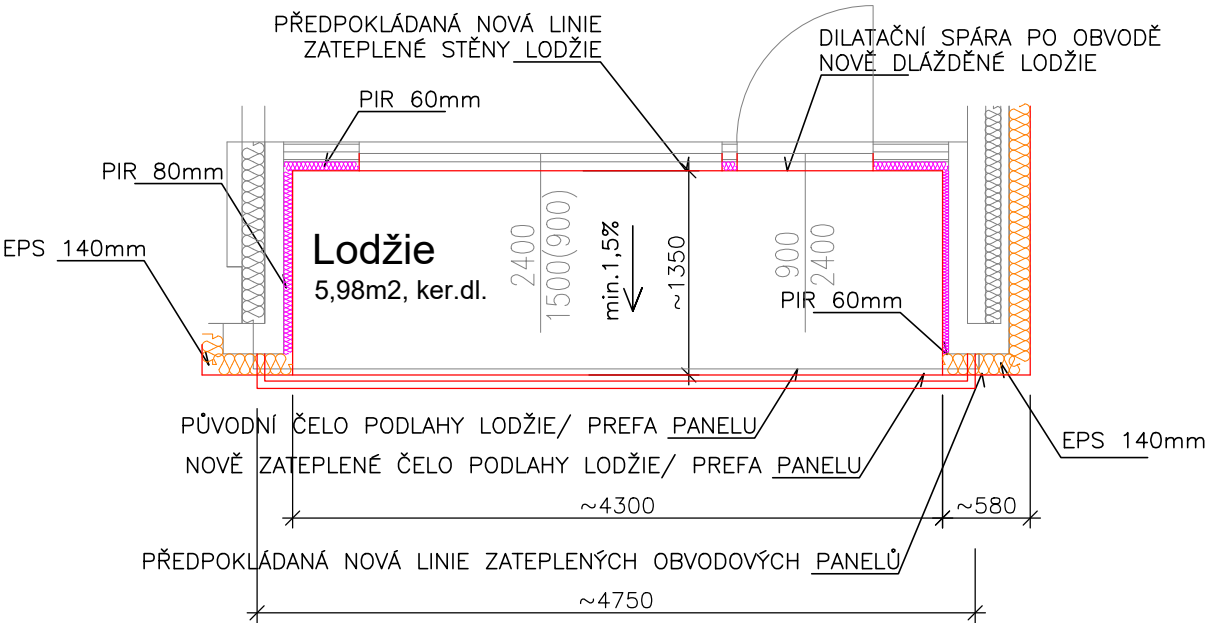 PŘEDPOKLÁDANÁ NOVÁ LINIE
ZATEPLENÉ STĚNY LODŽIE
DILATAČNÍ SPÁRA PO OBVODĚ
NOVĚ DLÁŽDĚNÉ LODŽIE
PIR 60mm
PIR 80mm
EPS 140mm
Lodžie
5,98m2, ker.dl.
2400
1500(900)
min.1,5%
~1350
900
2400
PIR 60mm
PŮVODNÍ ČELO PODLAHY LODŽIE/ PREFA PANELU
EPS 140mm
NOVĚ ZATEPLENÉ ČELO PODLAHY LODŽIE/ PREFA PANELU
~4300
~580
PŘEDPOKLÁDANÁ NOVÁ LINIE ZATEPLENÝCH OBVODOVÝCH PANELŮ
~4750